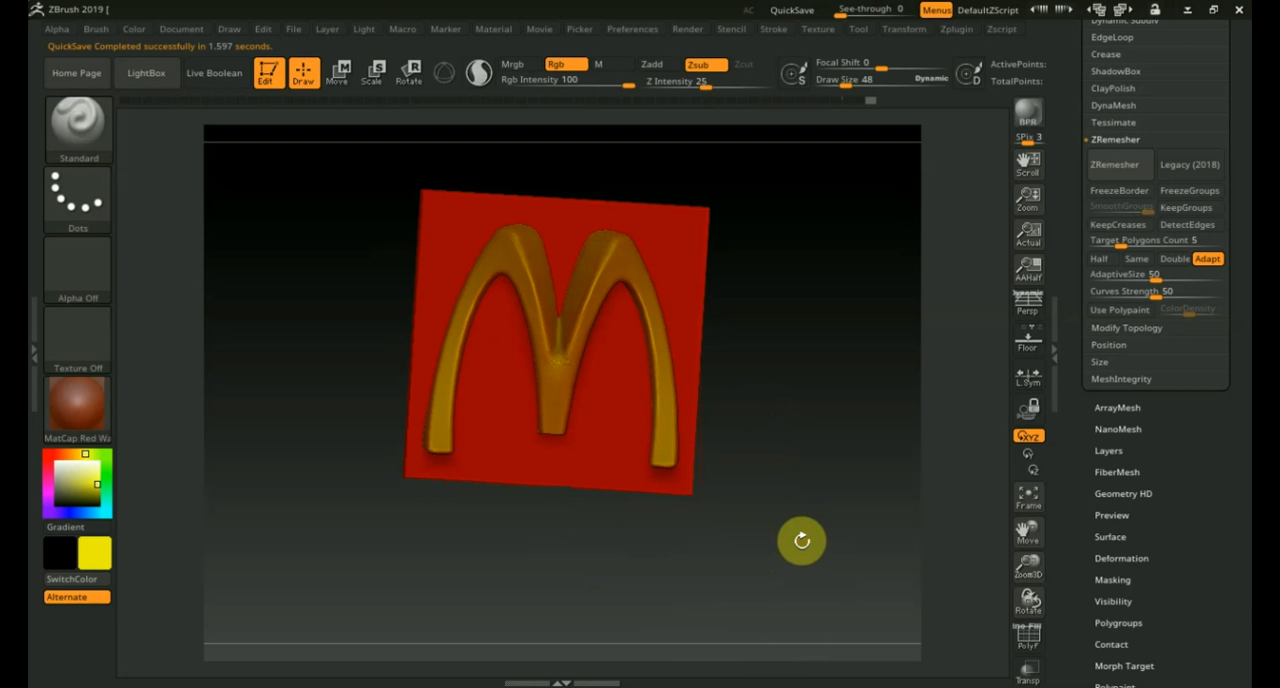 ZBrush 2019 [
AC QuickSave See-through 0 Menus DefaultZScript
Alpha Brush Color Document Draw Edit File Layer Light Macro Marker Material Movie Picker Preferences Render Stencil Stroke Texture Tool Transform Zplugin Zscript
QuickSave Completed successfully in 1.597 seconds.
Home Page LightBox Live Boolean Edit Draw Move Scale Rotate
Mrgb Rgb M Zadd Zsub Zcut
Rgb Intensity 100 Z Intensity 25
Focal Shift 0 ActivePoints:
Draw Size 48 Dynamic TotalPoints:
S D
Standard
Dots
Alpha Off
Texture Off
MatCap Red Wa
Gradient
SwitchColor
Alternate
BPR
SPix 3
Scroll
Zoom
Actual
AAHalf
Dynamic
Persp
Floor
L.Sym
XYZ
Y
Z
Frame
Move
Zoom3D
Rotate
PolyF
Transp
Dynamic Subdiv
EdgeLoop
Crease
ShadowBox
ClayPolish
DynaMesh
Tessimate
ZRemesher
ZRemesher Legacy (2018)
FreezeBorder FreezeGroups
SmoothGroups KeepGroups
KeepCreases DetectEdges
Target Polygons Count 5
Half Same Double Adapt
AdaptiveSize 50
Curves Strength 50
Use Polypaint ColorDensity
Modify Topology
Position
Size
MeshIntegrity
ArrayMesh
NanoMesh
Layers
FiberMesh
Geometry HD
Preview
Surface
Deformation
Masking
Visibility
Polygroups
Contact
Morph Target
Polypaint